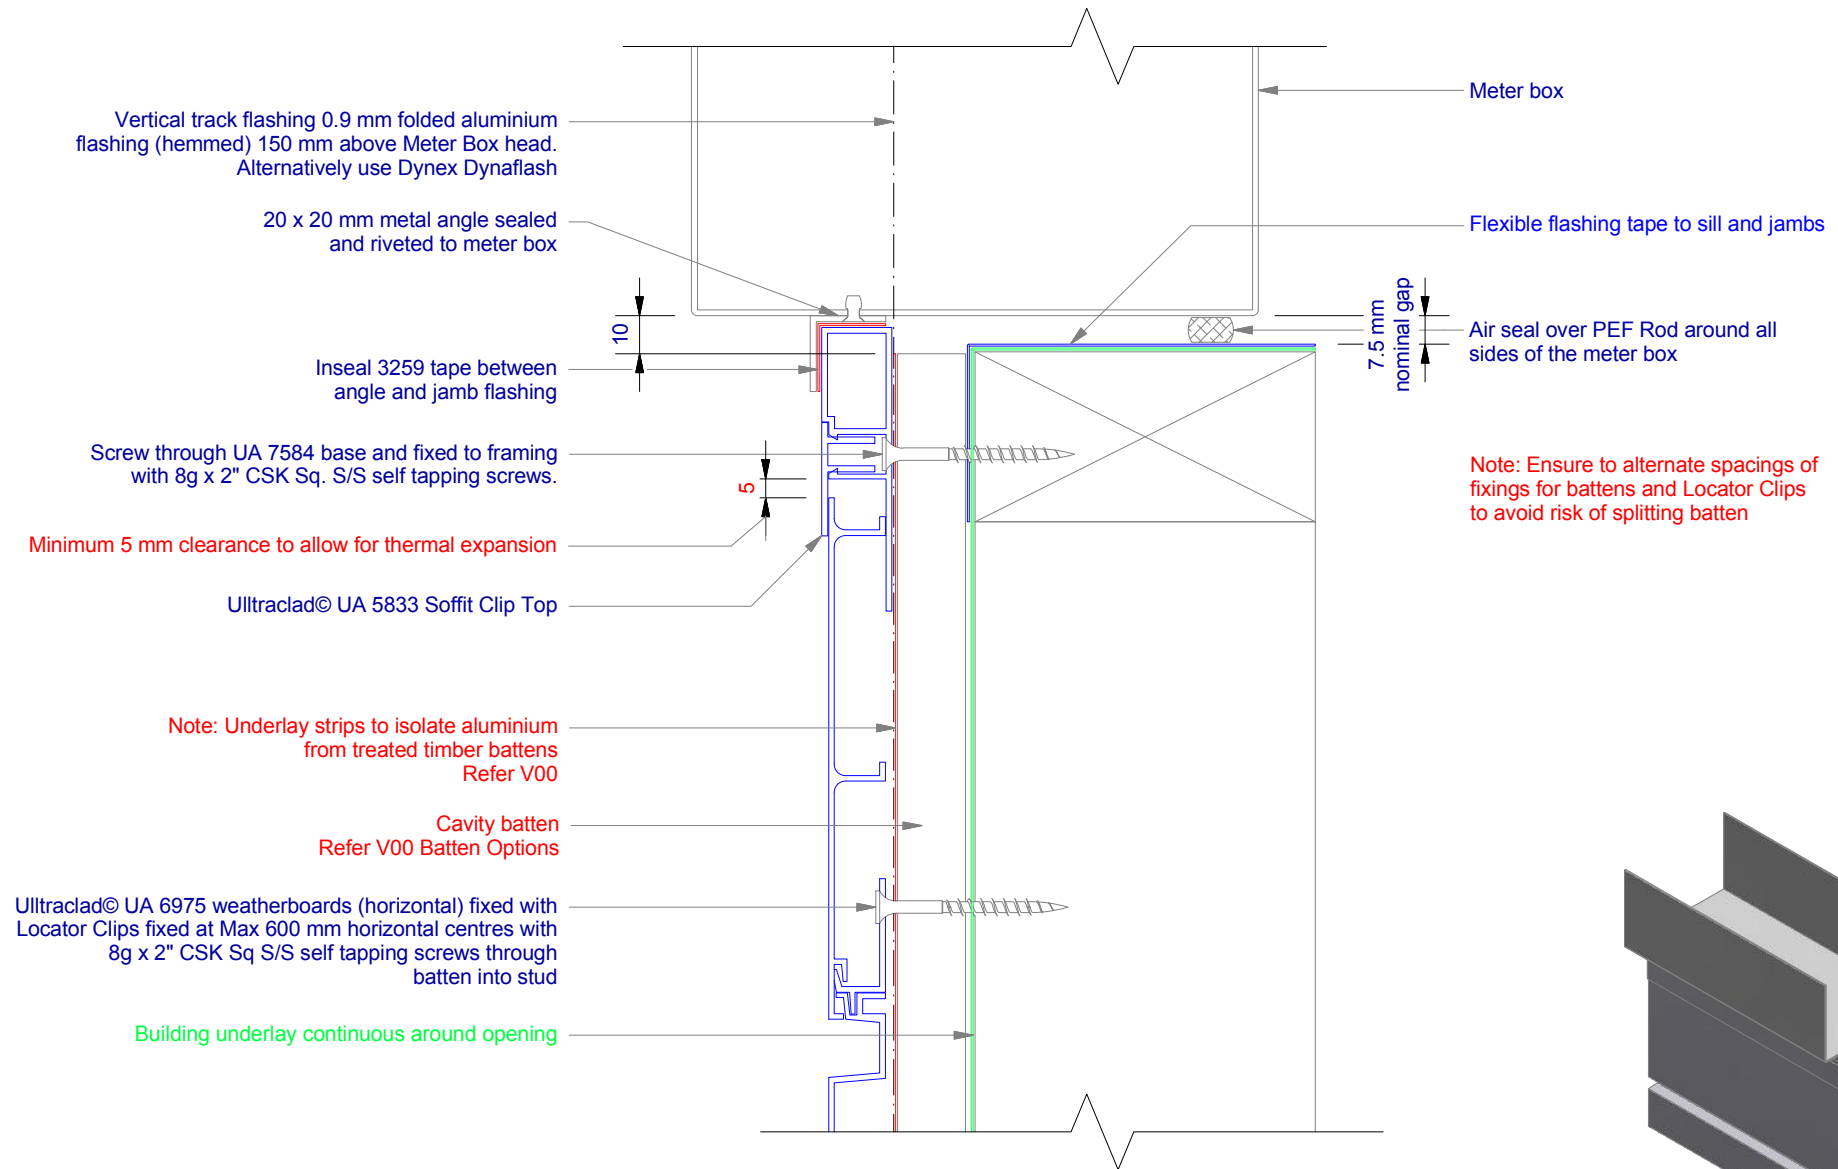 Vertical track flashing 0.9 mm folded aluminium
flashing (hemmed) 150 mm above Meter Box head.
Alternatively use Dynex Dynaflash
20 x 20 mm metal angle sealed
and riveted to meter box
10
Inseal 3259 tape between
angle and jamb flashing
Screw through UA 7584 base and fixed to framing
with 8g x 2" CSK Sq. S/S self tapping screws.
5
Minimum 5 mm clearance to allow for thermal expansion
Ulltraclad© UA 5833 Soffit Clip Top
Note: Underlay strips to isolate aluminium
from treated timber battens
Refer V00
Cavity batten
Refer V00 Batten Options
Ulltraclad© UA 6975 weatherboards (horizontal) fixed with
Locator Clips fixed at Max 600 mm horizontal centres with
8g x 2" CSK Sq S/S self tapping screws through
batten into stud
Building underlay continuous around opening
Meter box
Flexible flashing tape to sill and jambs
7.5 mm
nominal gap
Air seal over PEF Rod around all
sides of the meter box
Note: Ensure to alternate spacings of
fixings for battens and Locator Clips
to avoid risk of splitting batten